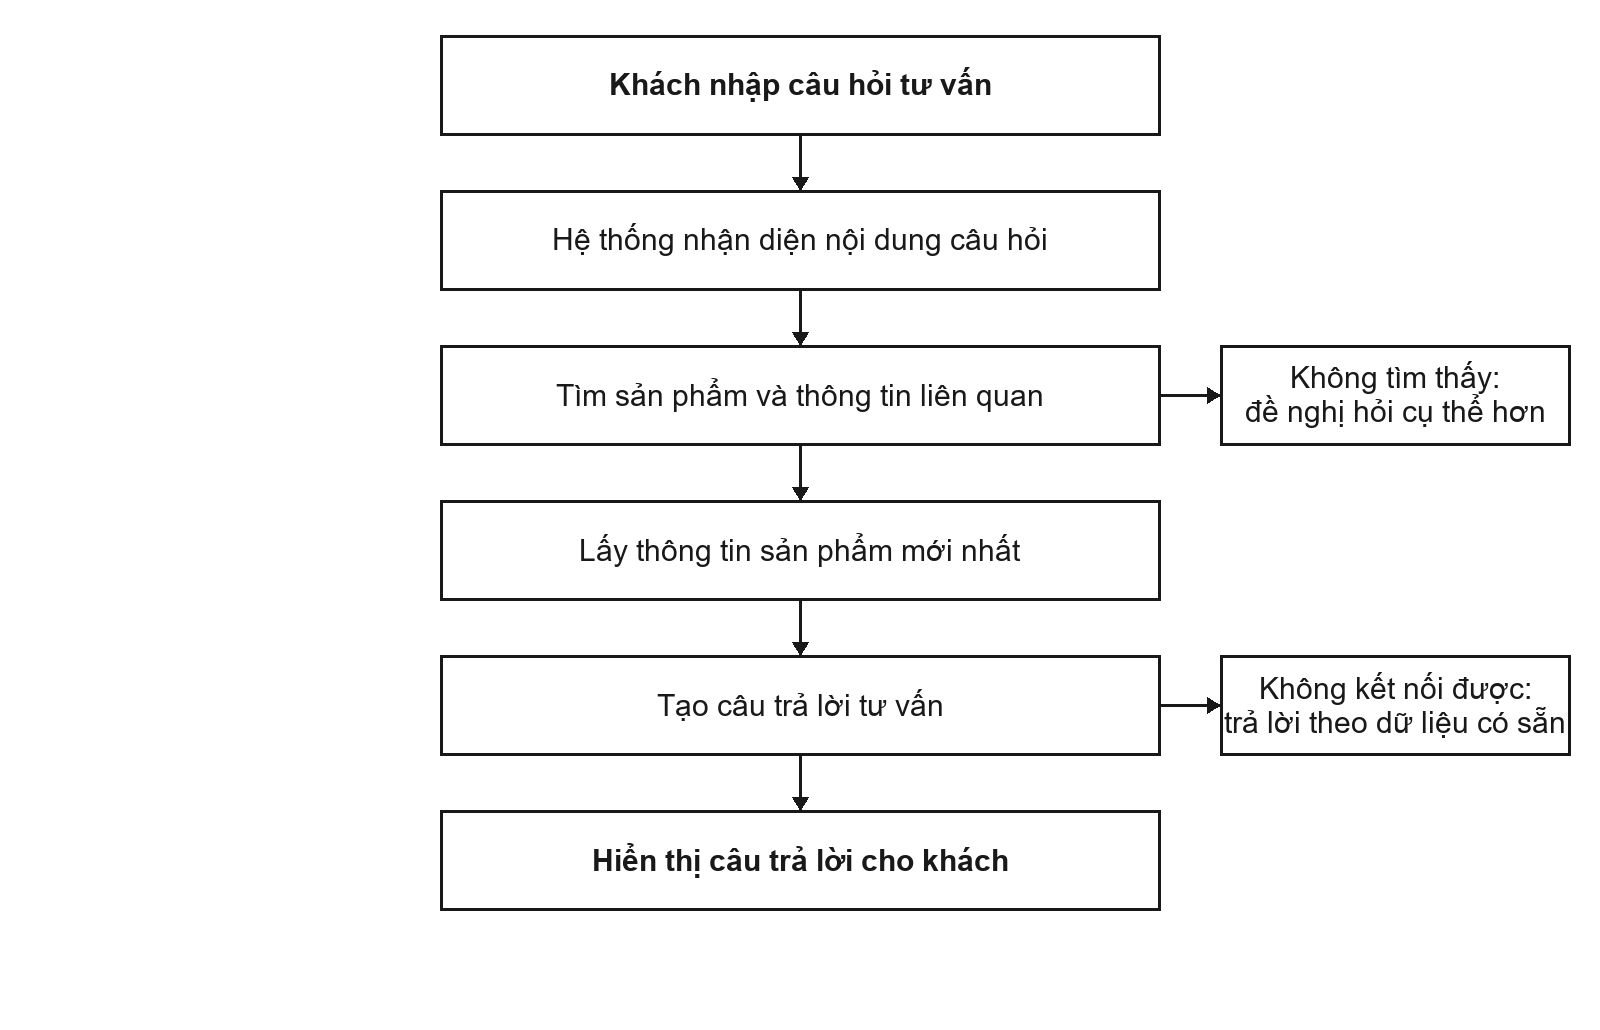 Khách nhập câu hỏi tư vấn
Hệ thống nhận diện nội dung câu hỏi
Tìm sản phẩm và thông tin liên quan
Không tìm thấy:
đề nghị hỏi cụ thể hơn
Lấy thông tin sản phẩm mới nhất
Tạo câu trả lời tư vấn
Không kết nối được:
trả lời theo dữ liệu có sẵn
Hiển thị câu trả lời cho khách